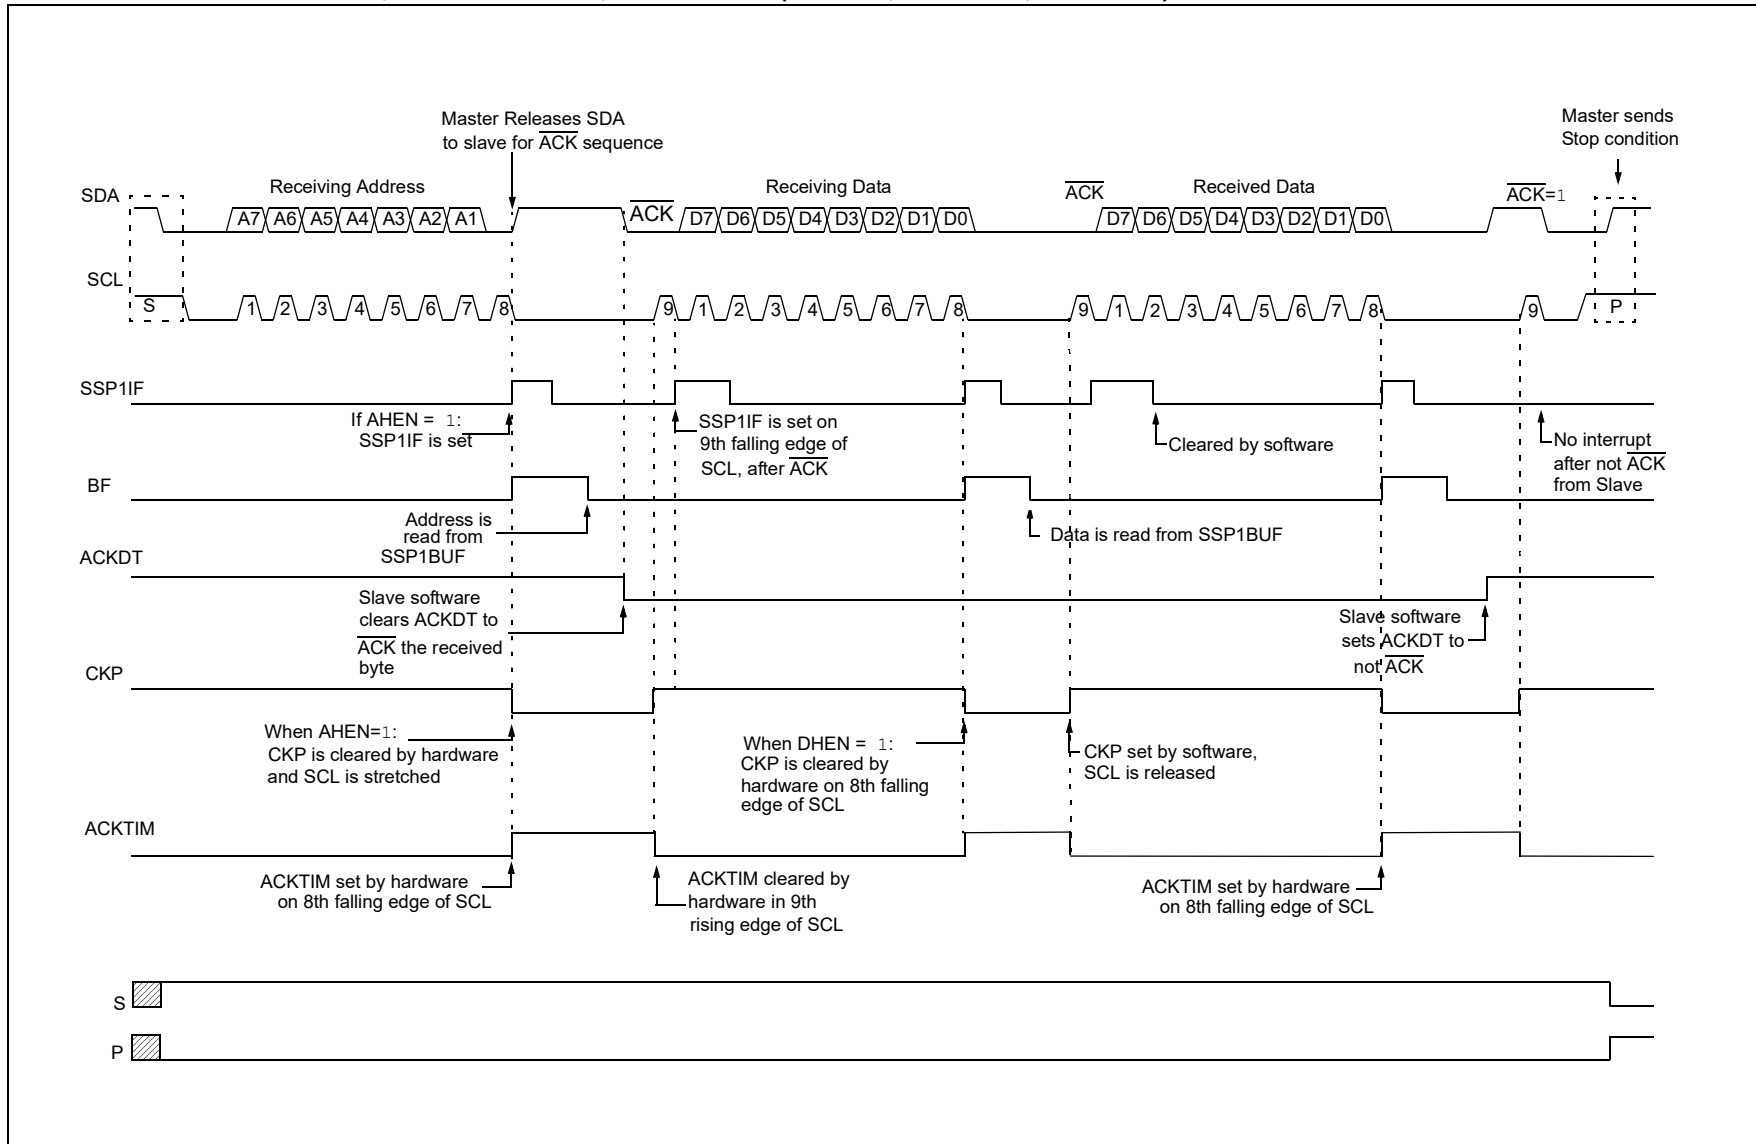 Master Releases SDA
to slave for ACK sequence
Master sends
Stop condition
SDA
Receiving Address
ACK
Receiving Data
ACK
Received Data
ACK=1
A7 A6 A5 A4 A3 A2 A1
D7 D6 D5 D4 D3 D2 D1 D0
D7 D6 D5 D4 D3 D2 D1 D0
SCL
S
1 2 3 4 5 6 7 8
9 1 2 3 4 5 6 7 8
9 1 2 3 4 5 6 7 8
9
P
SSP1IF
If AHEN = 1:
SSP1IF is set
SSP1IF is set on
9th falling edge of
SCL, after ACK
Cleared by software
No interrupt
after not ACK
from Slave
BF
Address is
read from
SSP1BUF
Data is read from SSP1BUF
ACKDT
Slave software
clears ACKDT to
ACK the received
byte
Slave software
sets ACKDT to
not ACK
CKP
When AHEN=1:
CKP is cleared by hardware
and SCL is stretched
When DHEN = 1:
CKP is cleared by
hardware on 8th falling
edge of SCL
CKP set by software,
SCL is released
ACKTIM
ACKTIM set by hardware
on 8th falling edge of SCL
ACKTIM cleared by
hardware in 9th
rising edge of SCL
ACKTIM set by hardware
on 8th falling edge of SCL
S
P